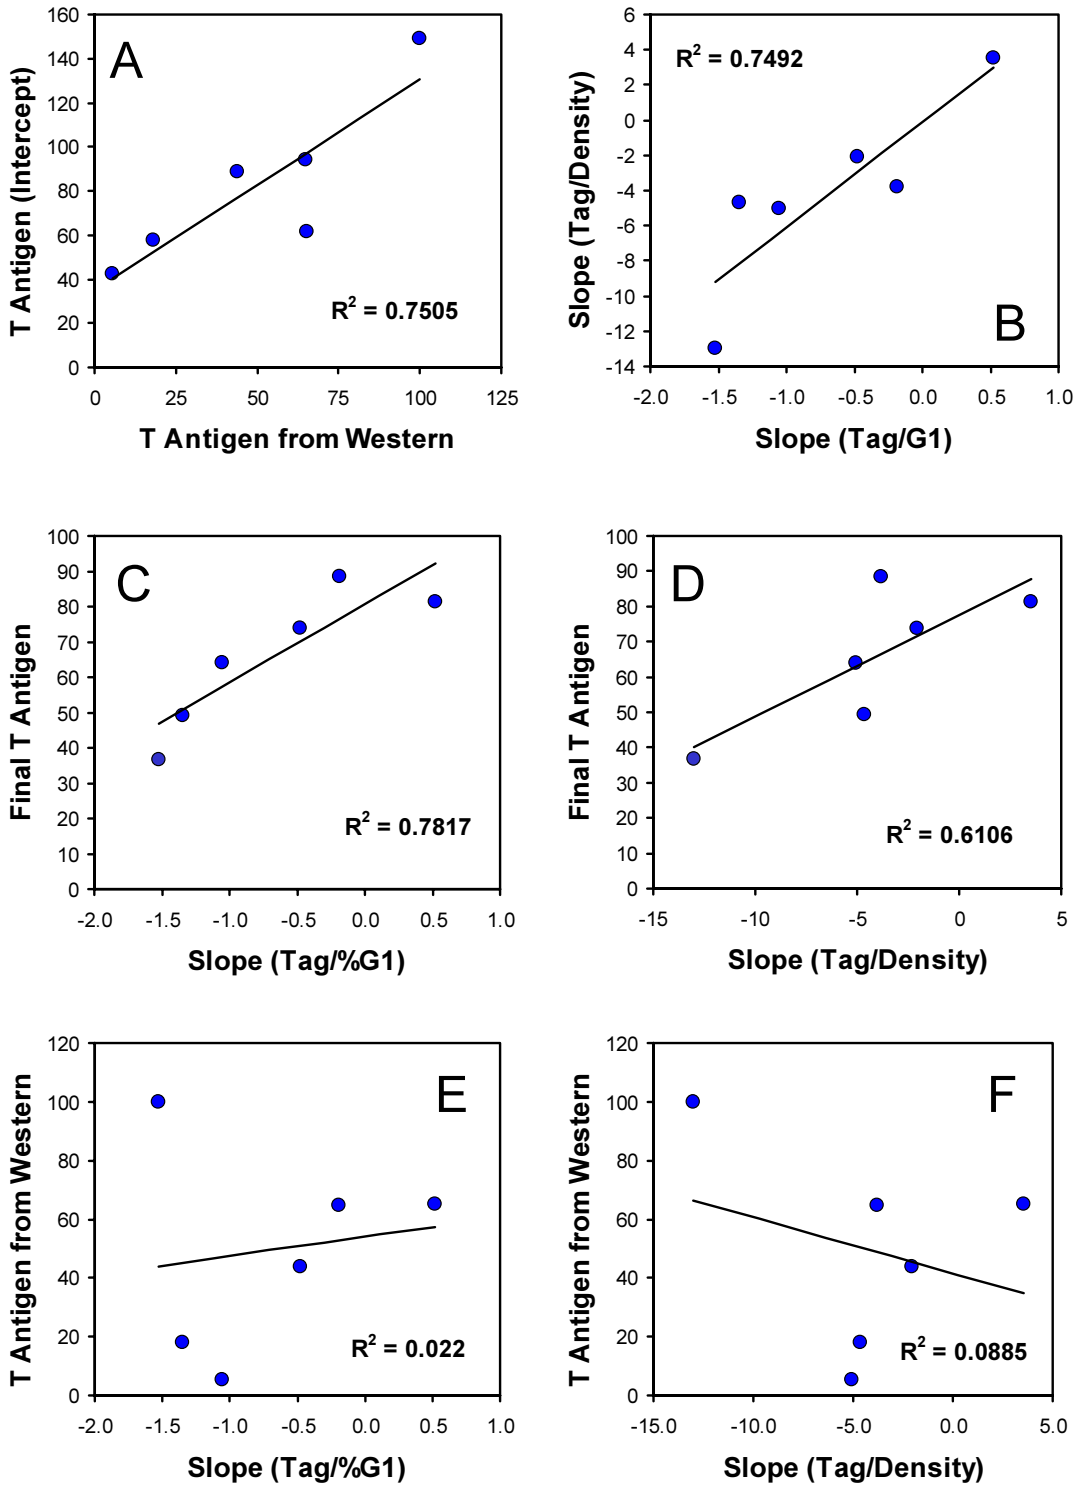 A
T Antigen (Intercept)
160
140
120
100
80
60
40
20
0
0 25 50 75 100 125
T Antigen from Western
R² = 0.7505
B
Slope (Tag/Density)
6
4
2
0
-2
-4
-6
-8
-10
-12
-14
-2.0 -1.5 -1.0 -0.5 0.0 0.5 1.0
Slope (Tag/G1)
R² = 0.7492
C
Final T Antigen
100
90
80
70
60
50
40
30
20
10
0
-2.0 -1.5 -1.0 -0.5 0.0 0.5 1.0
Slope (Tag/%G1)
R² = 0.7817
D
Final T Antigen
100
90
80
70
60
50
40
30
20
10
0
-15 -10 -5 0 5
Slope (Tag/Density)
R² = 0.6106
E
T Antigen from Western
120
100
80
60
40
20
0
-2.0 -1.5 -1.0 -0.5 0.0 0.5 1.0
Slope (Tag/%G1)
R² = 0.022
F
T Antigen from Western
120
100
80
60
40
20
0
-15.0 -10.0 -5.0 0.0 5.0
Slope (Tag/Density)
R² = 0.0885